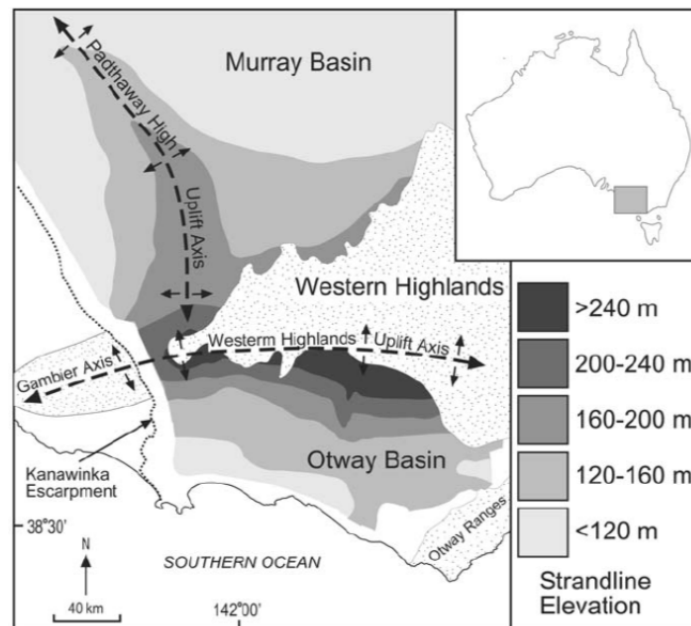 Murray Basin
Padthaway High
Uplift Axis
Western Highlands
Westerm Highlands Uplift Axis
Gambier Axis
Otway Basin
Kanawinka
Escarpment
Otway Ranges
38°30'
N
SOUTHERN OCEAN
40 km
142°00'
>240 m
200-240 m
160-200 m
120-160 m
<120 m
Strandline
Elevation